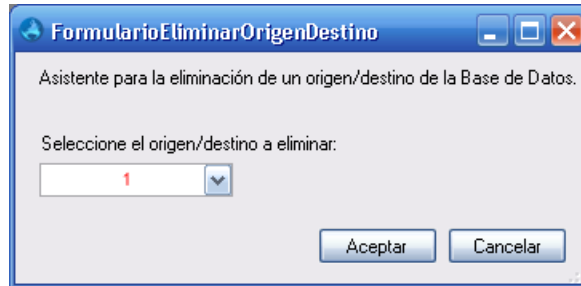 FormularioEliminarOrigenDestino
Asistente para la eliminación de un origen/destino de la Base de Datos.
Seleccione el origen/destino a eliminar:
1
Aceptar Cancelar